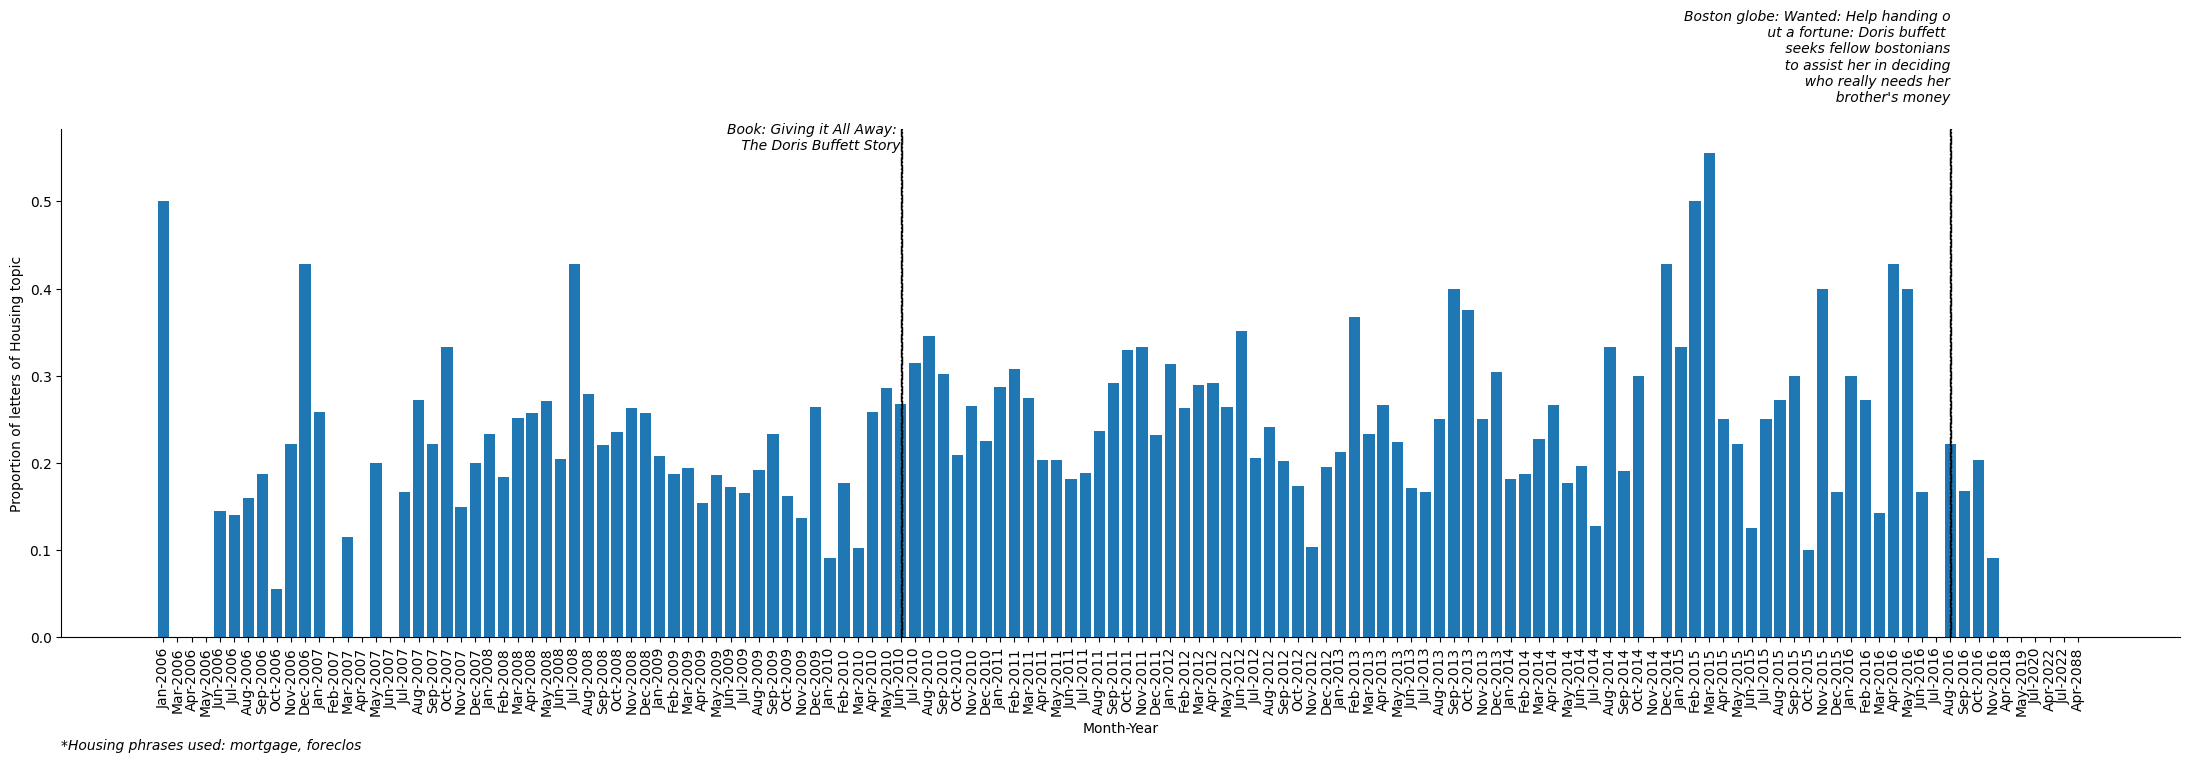 Boston globe: Wanted: Help handing o
ut a fortune: Doris buffett
seeks fellow bostonians
to assist her in deciding
who really needs her
brother's money
Book: Giving it All Away:
The Doris Buffett Story
Proportion of letters of Housing topic
0.5
0.4
0.3
0.2
0.1
0.0
Jan-2006
Mar-2006
Apr-2006
May-2006
Jun-2006
Jul-2006
Aug-2006
Sep-2006
Oct-2006
Nov-2006
Dec-2006
Jan-2007
Feb-2007
Mar-2007
Apr-2007
May-2007
Jun-2007
Jul-2007
Aug-2007
Sep-2007
Oct-2007
Nov-2007
Dec-2007
Jan-2008
Feb-2008
Mar-2008
Apr-2008
May-2008
Jun-2008
Jul-2008
Aug-2008
Sep-2008
Oct-2008
Nov-2008
Dec-2008
Jan-2009
Feb-2009
Mar-2009
Apr-2009
May-2009
Jun-2009
Jul-2009
Aug-2009
Sep-2009
Oct-2009
Nov-2009
Dec-2009
Jan-2010
Feb-2010
Mar-2010
Apr-2010
May-2010
Jun-2010
Jul-2010
Aug-2010
Sep-2010
Oct-2010
Nov-2010
Dec-2010
Jan-2011
Feb-2011
Mar-2011
Apr-2011
May-2011
Jun-2011
Jul-2011
Aug-2011
Sep-2011
Oct-2011
Nov-2011
Dec-2011
Jan-2012
Feb-2012
Mar-2012
Apr-2012
May-2012
Jun-2012
Jul-2012
Aug-2012
Sep-2012
Oct-2012
Nov-2012
Dec-2012
Jan-2013
Feb-2013
Mar-2013
Apr-2013
May-2013
Jun-2013
Jul-2013
Aug-2013
Sep-2013
Oct-2013
Nov-2013
Dec-2013
Jan-2014
Feb-2014
Mar-2014
Apr-2014
May-2014
Jun-2014
Jul-2014
Aug-2014
Sep-2014
Oct-2014
Nov-2014
Dec-2014
Jan-2015
Feb-2015
Mar-2015
Apr-2015
May-2015
Jun-2015
Jul-2015
Aug-2015
Sep-2015
Oct-2015
Nov-2015
Dec-2015
Jan-2016
Feb-2016
Mar-2016
Apr-2016
May-2016
Jun-2016
Jul-2016
Aug-2016
Sep-2016
Oct-2016
Nov-2016
Apr-2018
May-2019
Jul-2020
Apr-2022
Jul-2022
Apr-2088
Month-Year
*Housing phrases used: mortgage, foreclos